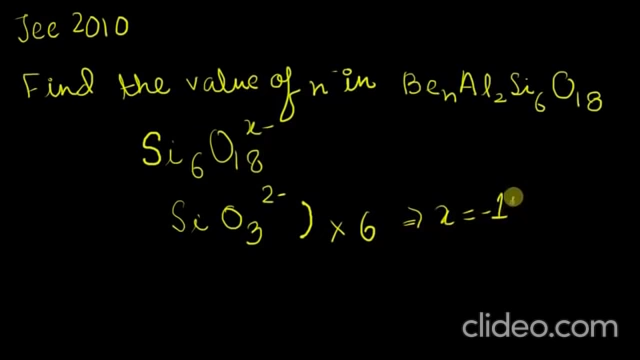 Jee 2010
Find the value of n in BeₙAl₂Si₆O₁₈
Si₆O₁₈ˣ⁻
SiO₃²⁻) × 6 ⇒ x = -1
clideo.com